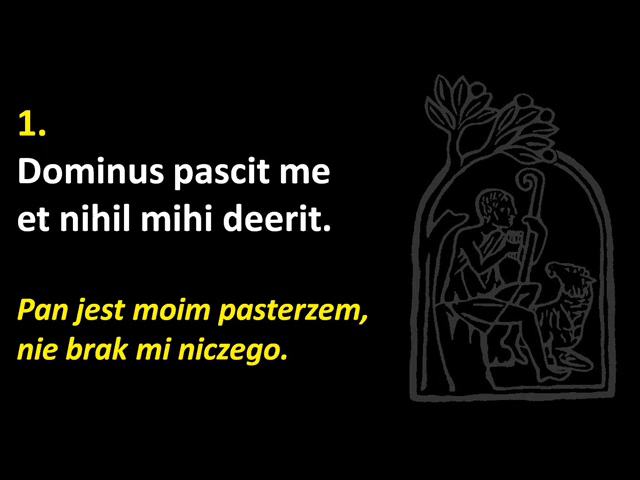 1.
Dominus pascit me
et nihil mihi deerit.
Pan jest moim pasterzem,
nie brak mi niczego.